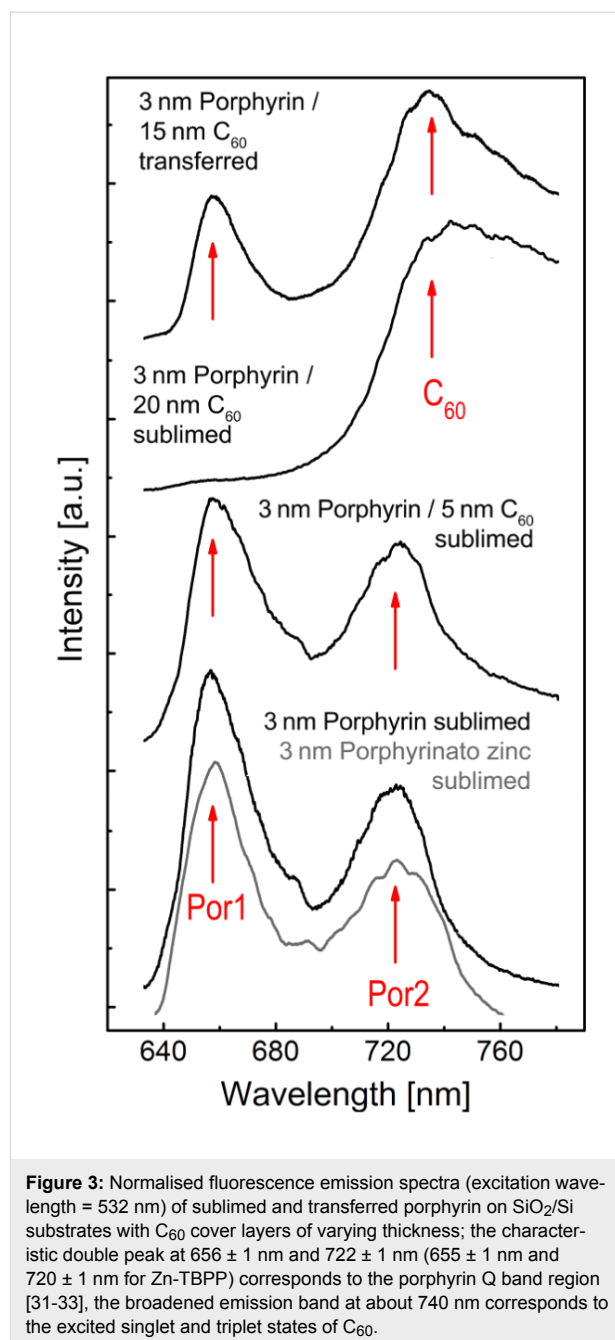 3 nm Porphyrin /
15 nm C₆₀
transferred
3 nm Porphyrin /
20 nm C₆₀
sublimed
C₆₀
3 nm Porphyrin / 5 nm C₆₀
sublimed
3 nm Porphyrin sublimed
3 nm Porphyrinato zinc
sublimed
Por1
Por2
Intensity [a.u.]
640 680 720 760
Wavelength [nm]
Figure 3: Normalised fluorescence emission spectra (excitation wave-
length = 532 nm) of sublimed and transferred porphyrin on SiO₂/Si
substrates with C₆₀ cover layers of varying thickness; the character-
istic double peak at 656 ± 1 nm and 722 ± 1 nm (655 ± 1 nm and
720 ± 1 nm for Zn-TBPP) corresponds to the porphyrin Q band region
[31-33], the broadened emission band at about 740 nm corresponds to
the excited singlet and triplet states of C₆₀.